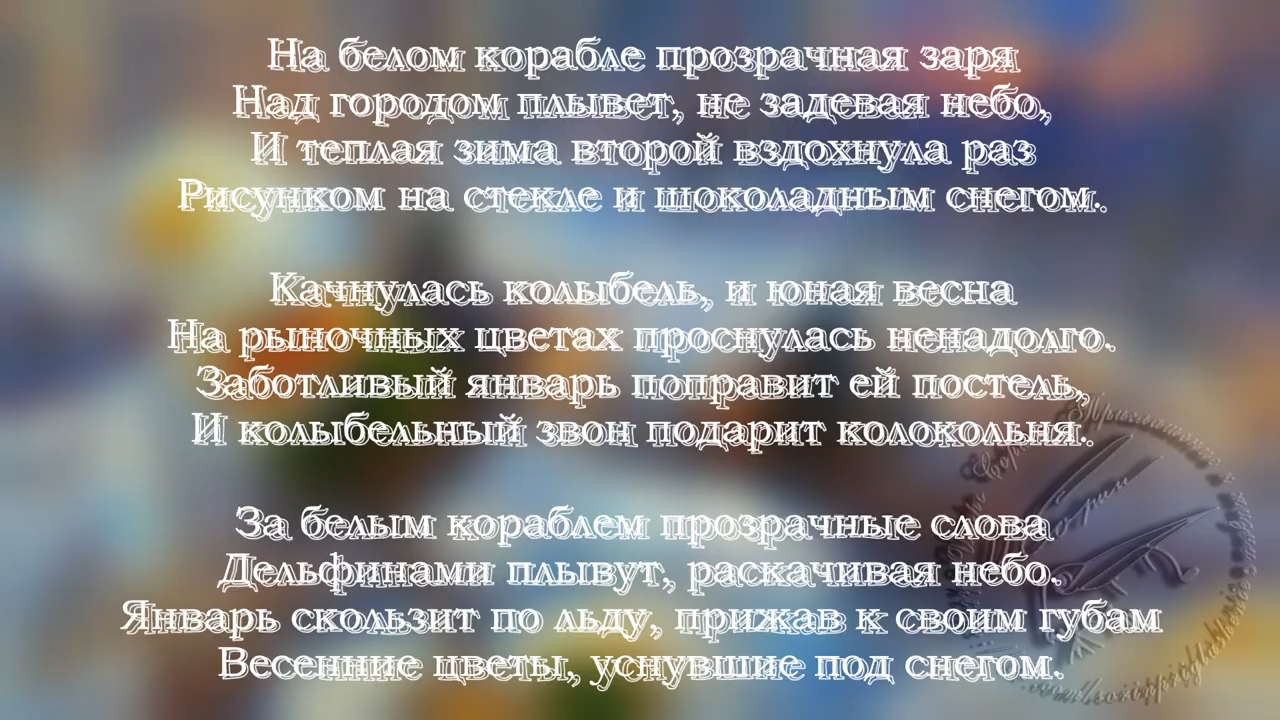 На белом корабле прозрачная заря
Над городом плывет, не задевая небо,
И теплая зима второй вздохнула раз
Рисунком на стекле и шоколадным снегом.
Качнулась колыбель, и юная весна
На рыночных цветах проснулась ненадолго.
Заботливый январь поправит ей постель,
И колыбельный звон подарит колокольня.
За белым кораблем прозрачные слова
Дельфинами плывут, раскачивая небо.
Январь скользит по льду, прижав к своим губам
Весенние цветы, уснувшие под снегом.